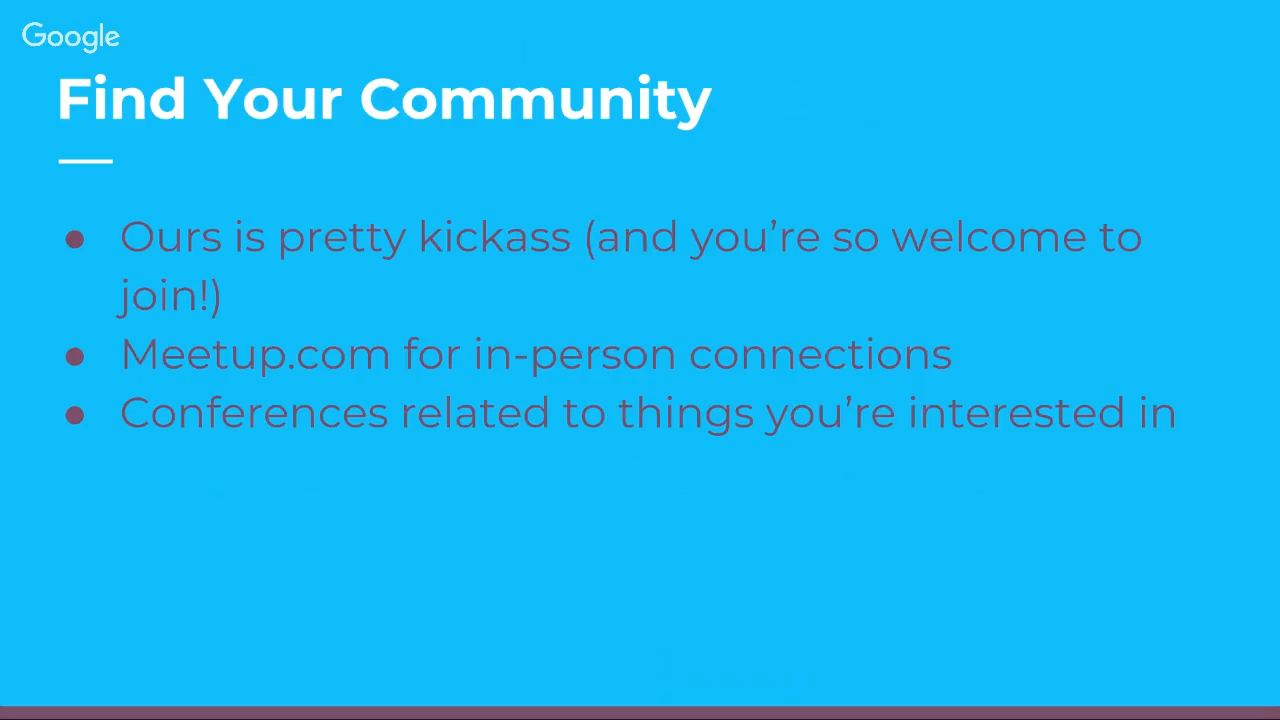 Google
Find Your Community
● Ours is pretty kickass (and you’re so welcome to
join!)
● Meetup.com for in-person connections
● Conferences related to things you’re interested in